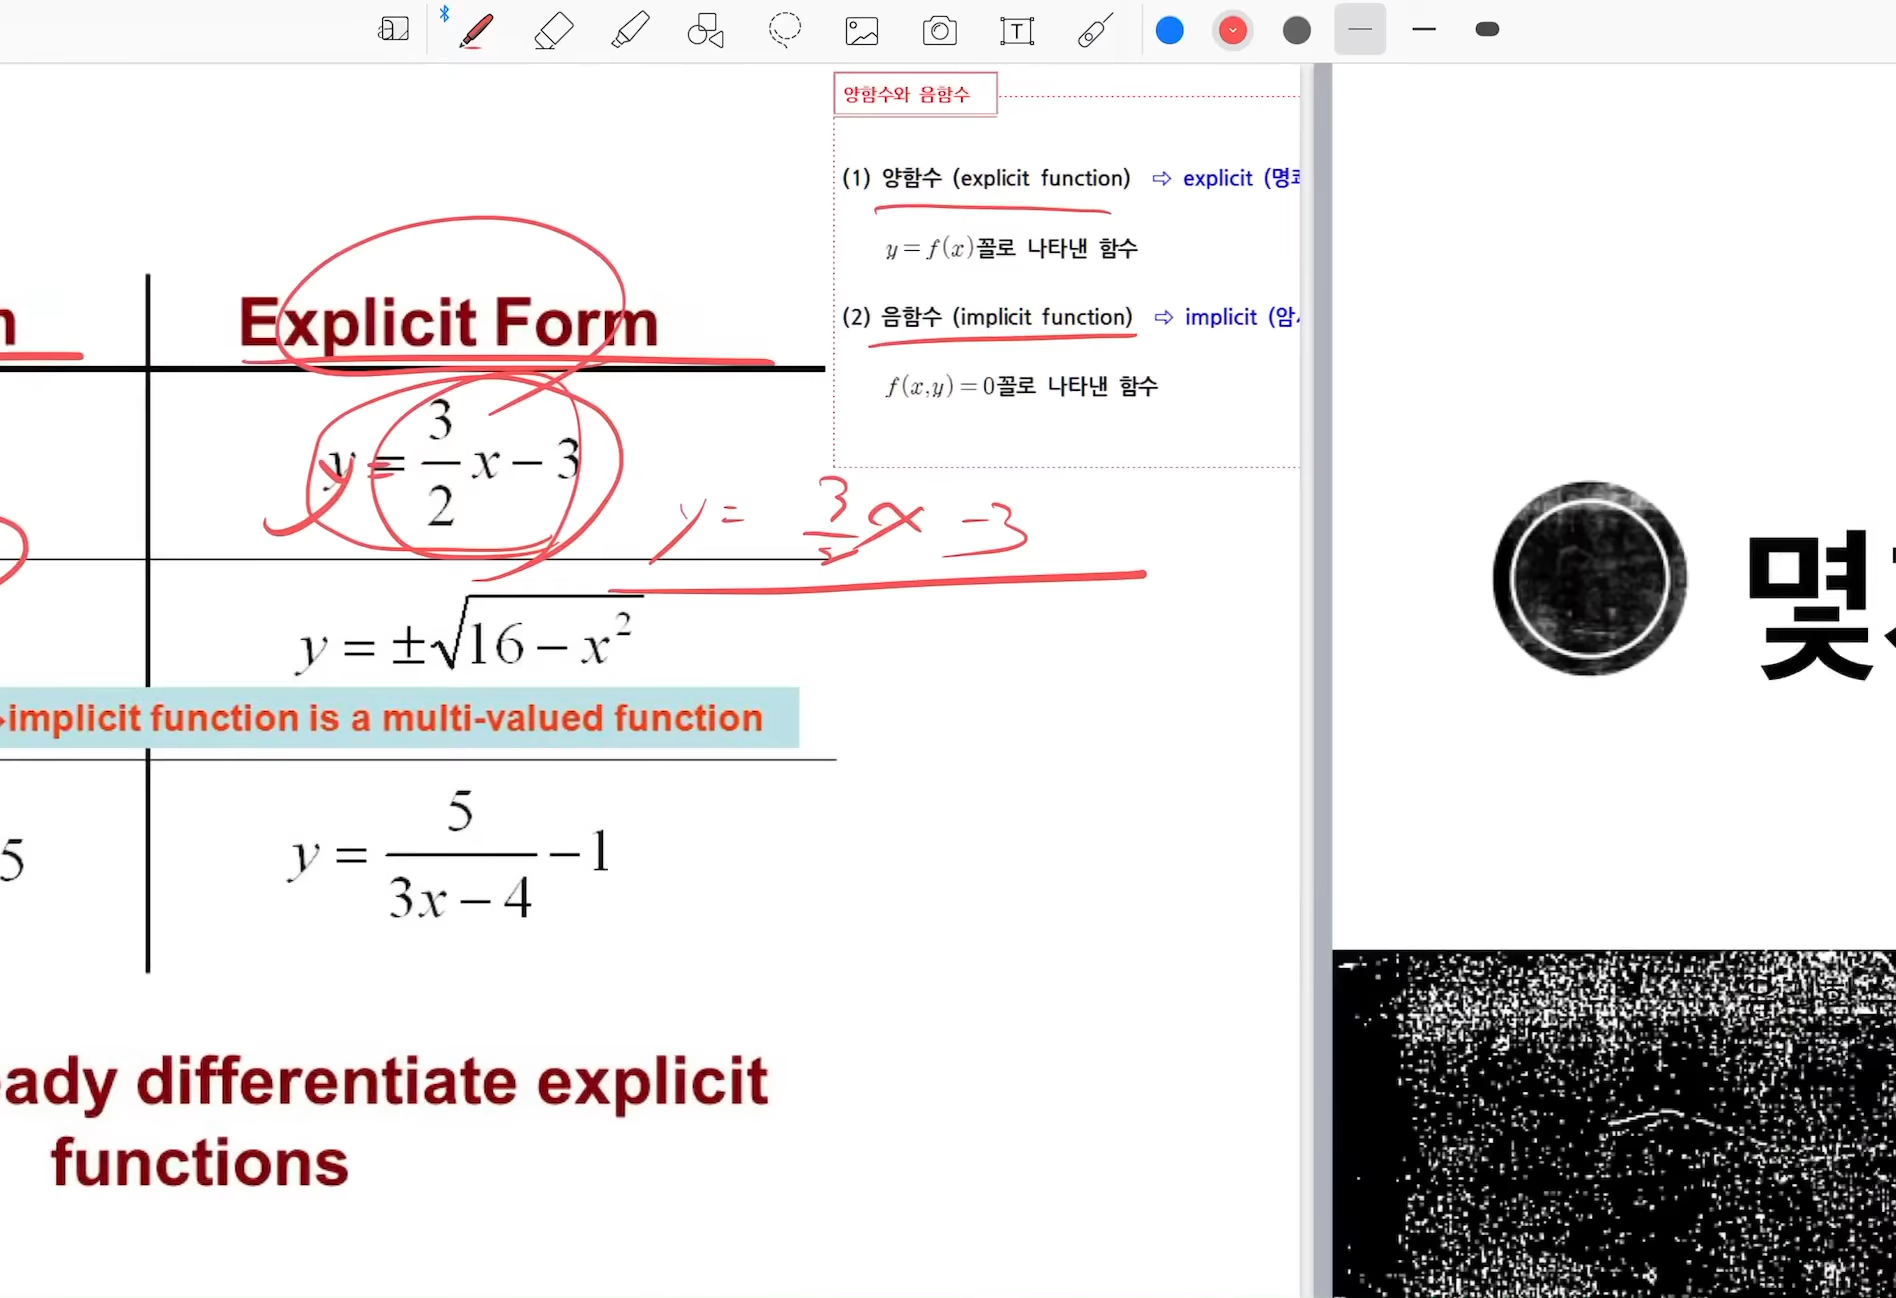 양함수와 음함수
(1) 양함수 (explicit function) ⇨ explicit
y = f(x)꼴로 나타낸 함수
(2) 음함수 (implicit function) ⇨ implicit
f(x,y) = 0꼴로 나타낸 함수
Explicit Form
y = 3/2 x − 3
y = 3/2 x − 3
y = ±√16 − x²
implicit function is a multi-valued function
5
y = 5/(3x − 4) − 1
differentiate explicit
functions
몇